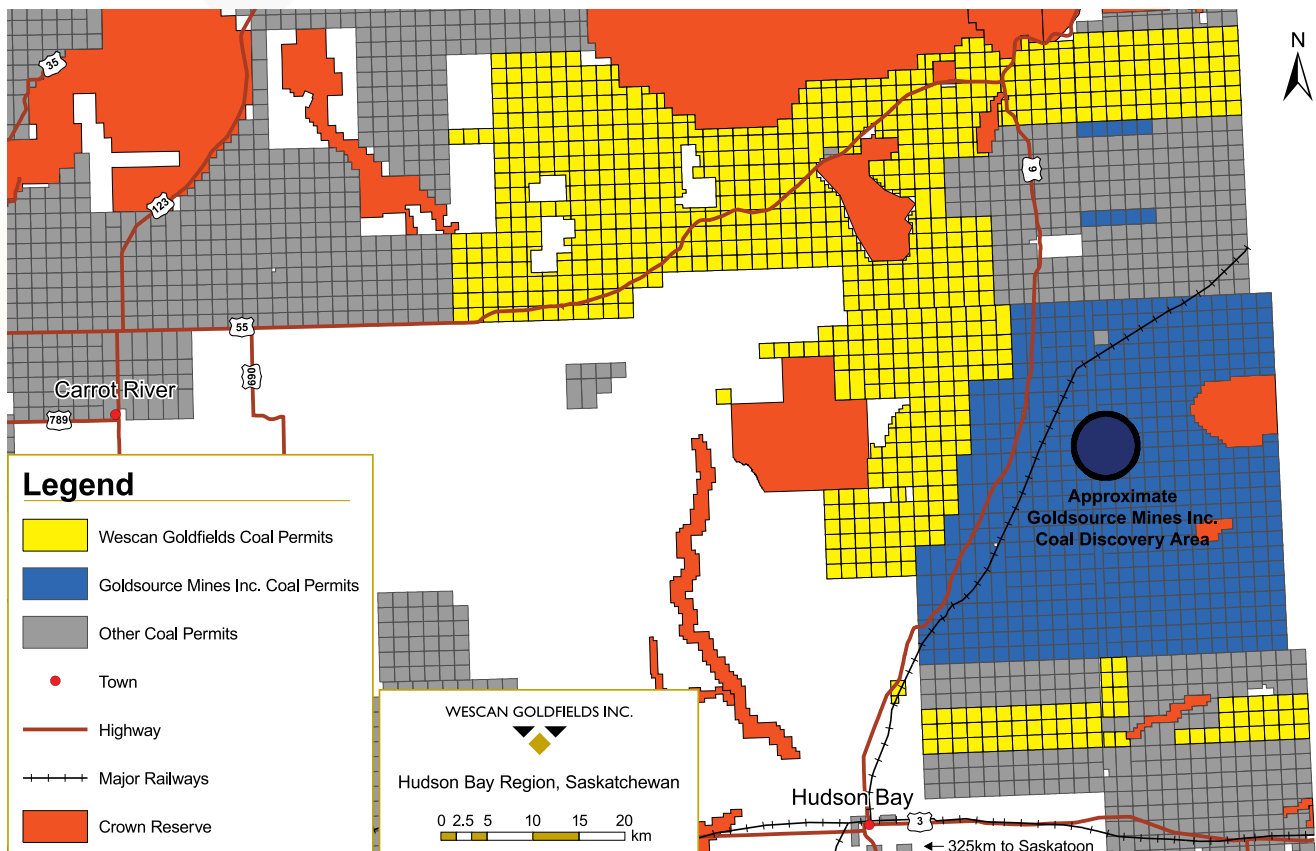 N
35
123
9
55
690
Carrot River
789
Approximate
Goldsource Mines Inc.
Coal Discovery Area
Legend
Wescan Goldfields Coal Permits
Goldsource Mines Inc. Coal Permits
Other Coal Permits
Town
Highway
Major Railways
Crown Reserve
WESCAN GOLDFIELDS INC.
Hudson Bay Region, Saskatchewan
0 2.5 5 10 15 20
km
Hudson Bay
3
325km to Saskatoon